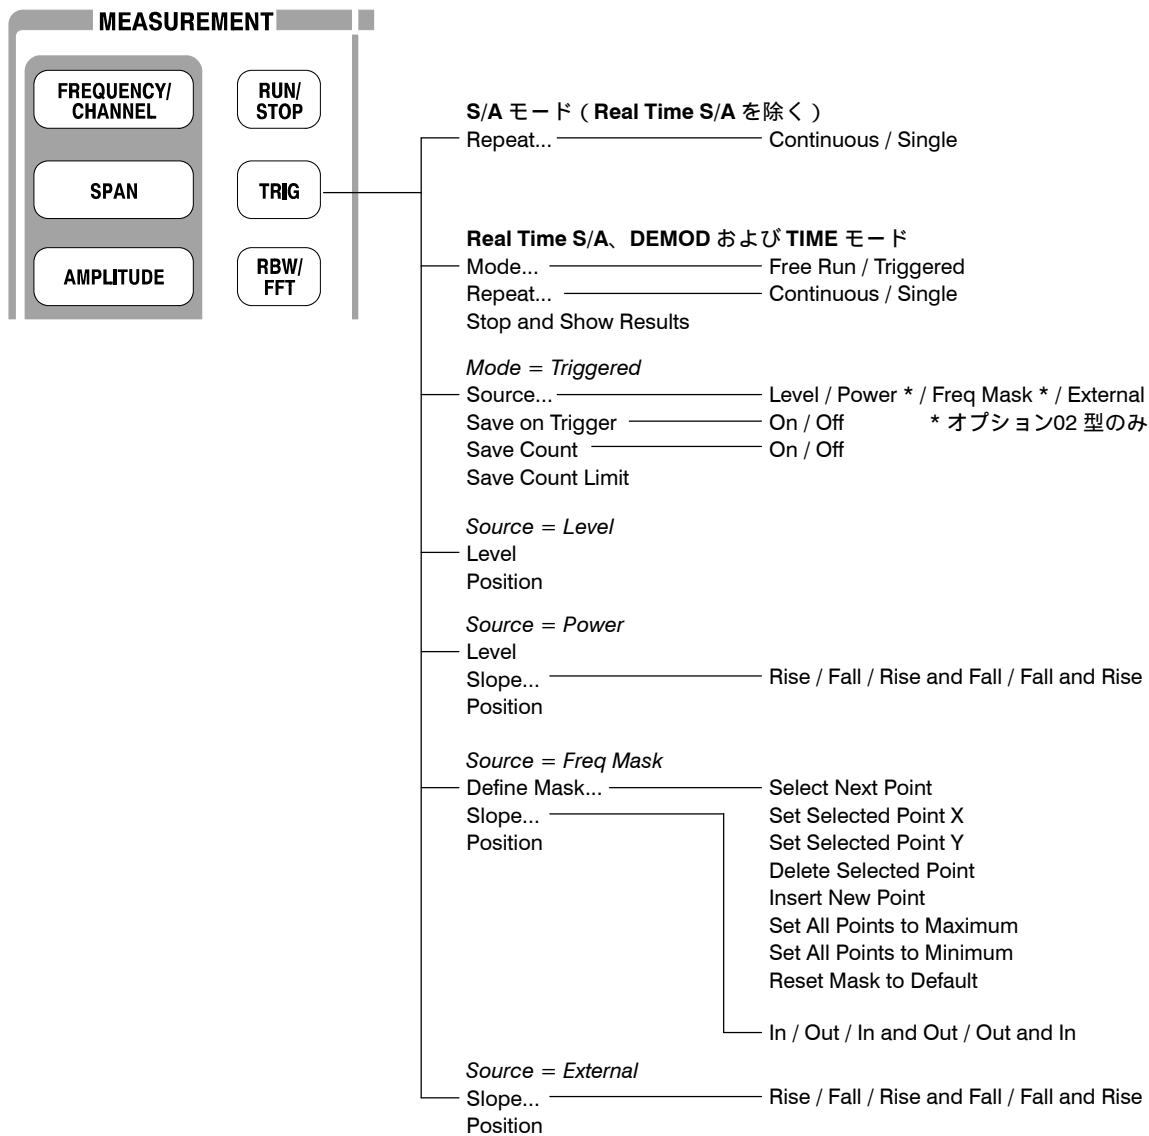 MEASUREMENT
FREQUENCY/
CHANNEL
RUN/
STOP
SPAN
TRIG
AMPLITUDE
RBW/
FFT
S/A モード ( Real Time S/A を除く )
Repeat... Continuous / Single
Real Time S/A、DEMOD および TIME モード
Mode... Free Run / Triggered
Repeat... Continuous / Single
Stop and Show Results
Mode = Triggered
Source... Level / Power * / Freq Mask * / External
Save on Trigger On / Off * オプション02 型のみ
Save Count On / Off
Save Count Limit
Source = Level
Level
Position
Source = Power
Level
Slope... Rise / Fall / Rise and Fall / Fall and Rise
Position
Source = Freq Mask
Define Mask... Select Next Point
Slope... Set Selected Point X
Position Set Selected Point Y
Delete Selected Point
Insert New Point
Set All Points to Maximum
Set All Points to Minimum
Reset Mask to Default
In / Out / In and Out / Out and In
Source = External
Slope... Rise / Fall / Rise and Fall / Fall and Rise
Position